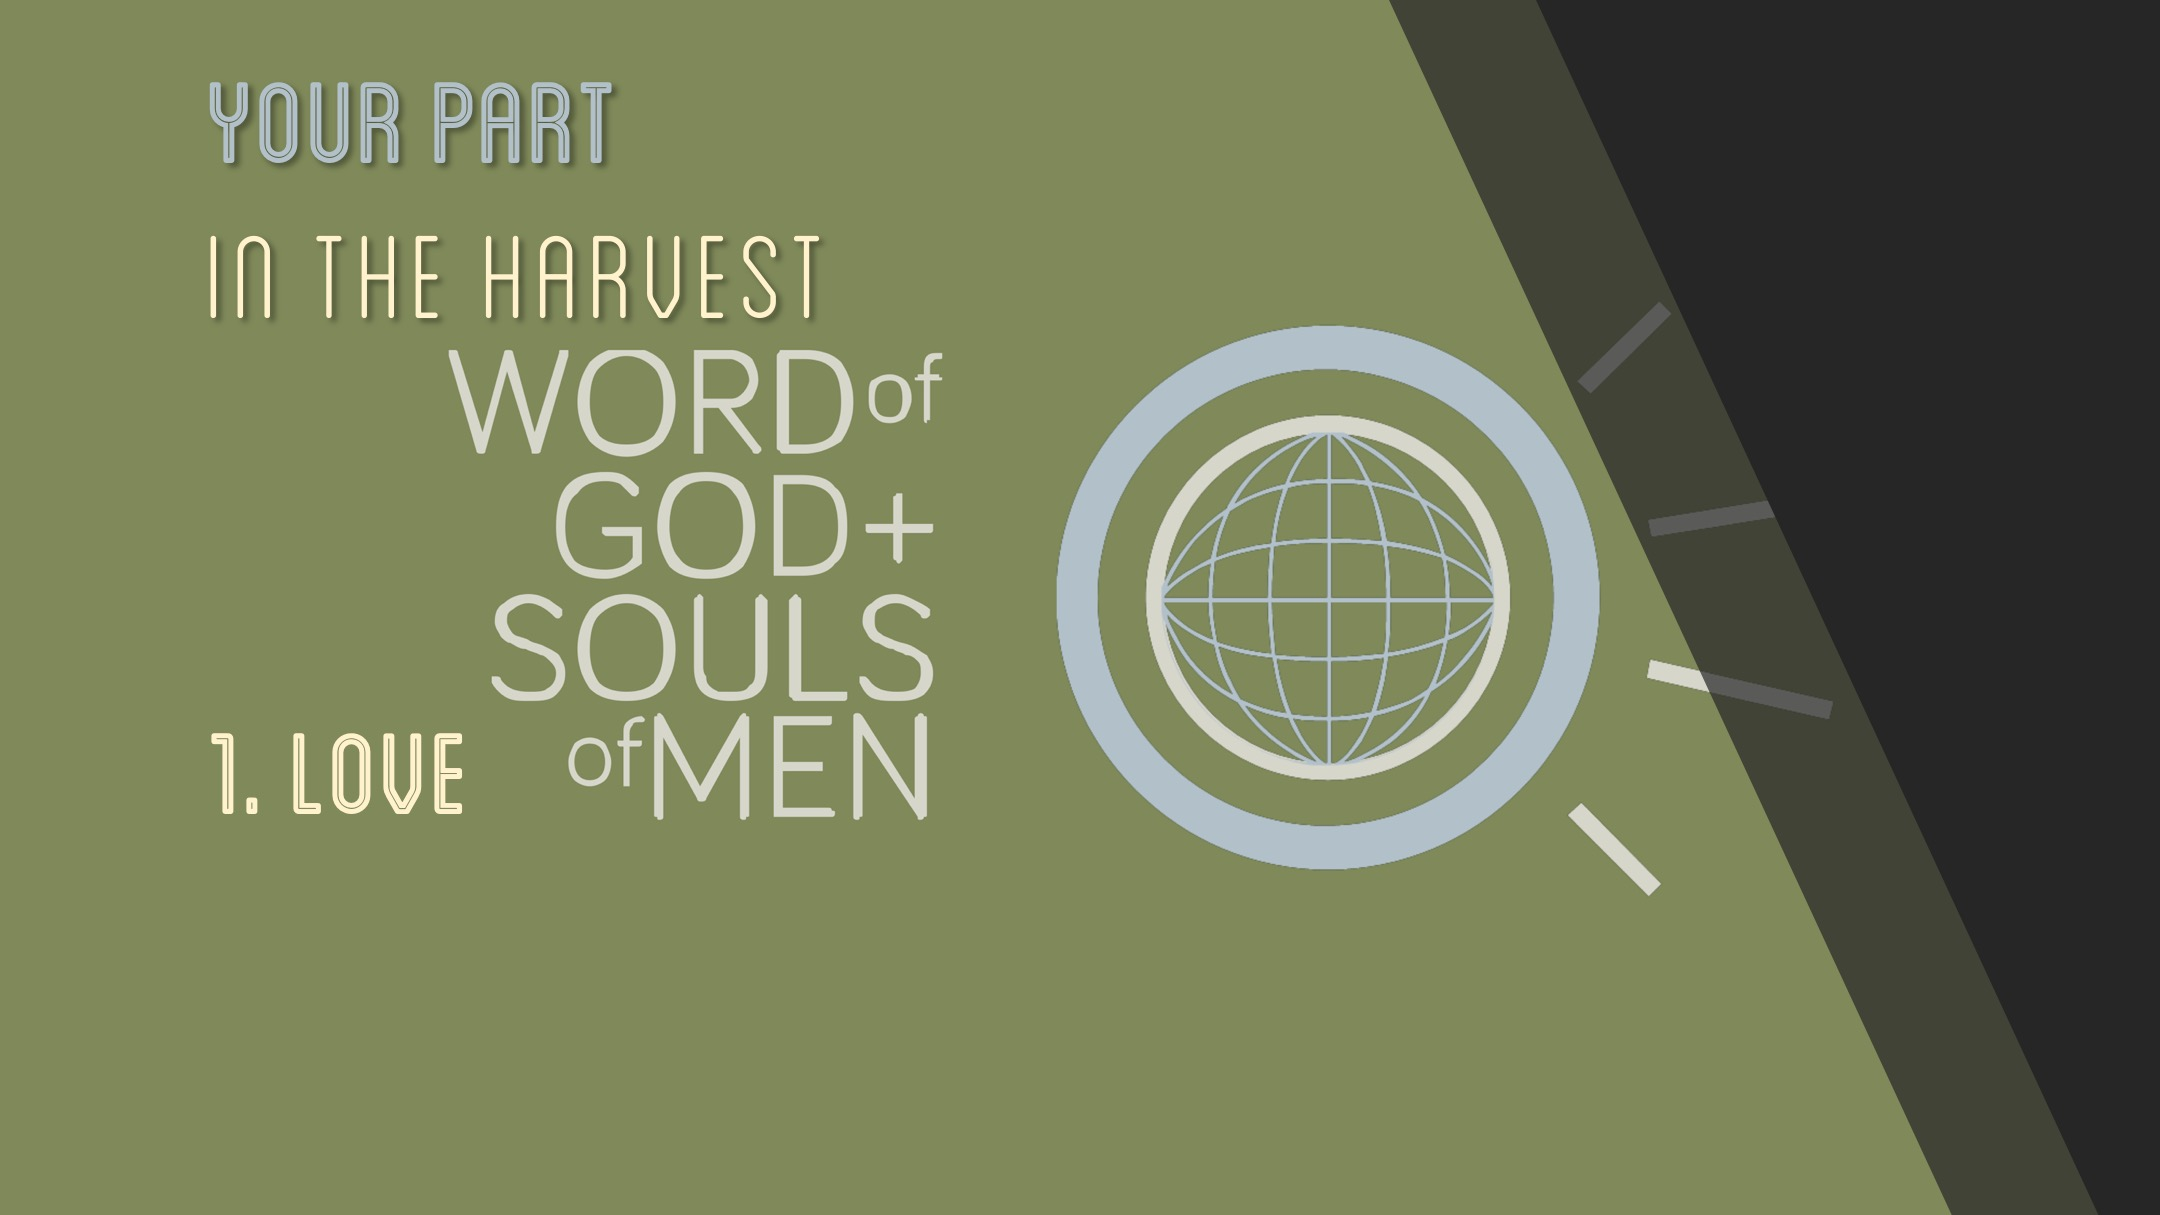 YOUR PART
IN THE HARVEST
WORD of
GOD +
SOULS
of MEN
1. LOVE